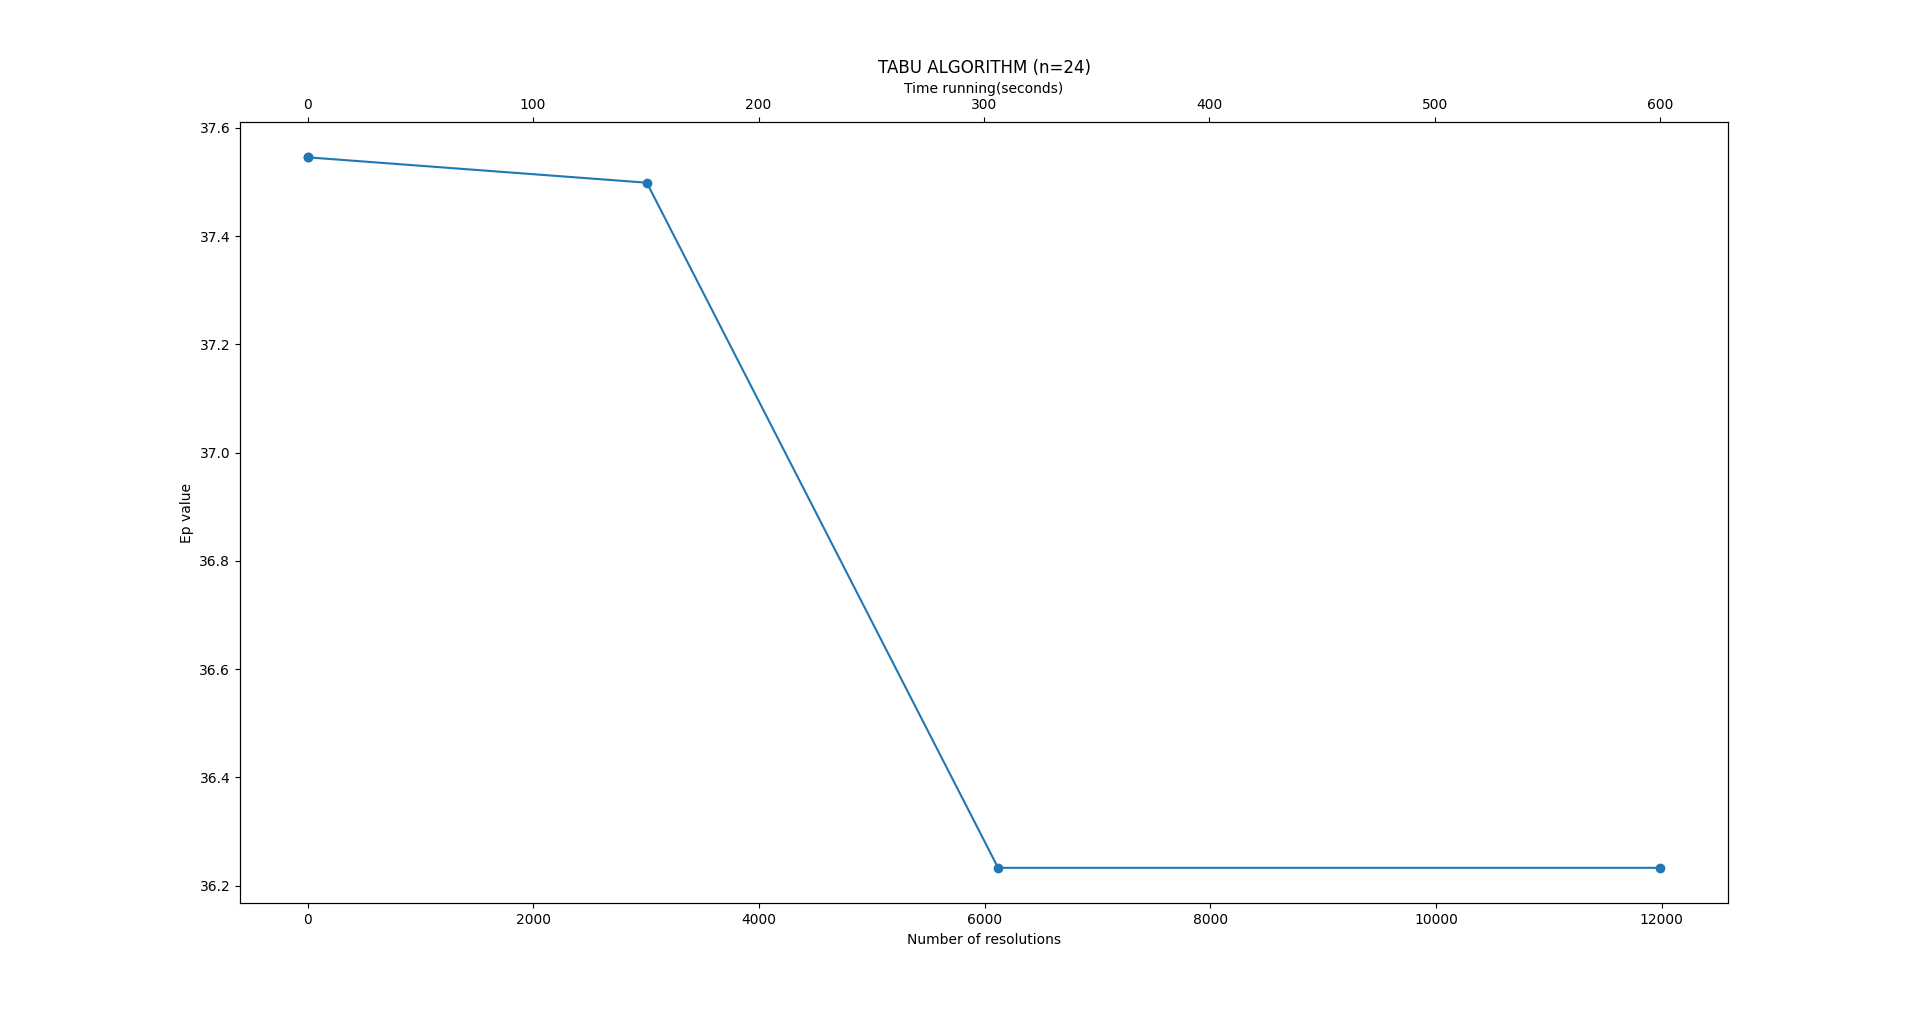 TABU ALGORITHM (n=24)
Time running(seconds)
0 100 200 300 400 500 600
37.6
37.4
37.2
37.0
36.8
36.6
36.4
36.2
Ep value
0 2000 4000 6000 8000 10000 12000
Number of resolutions